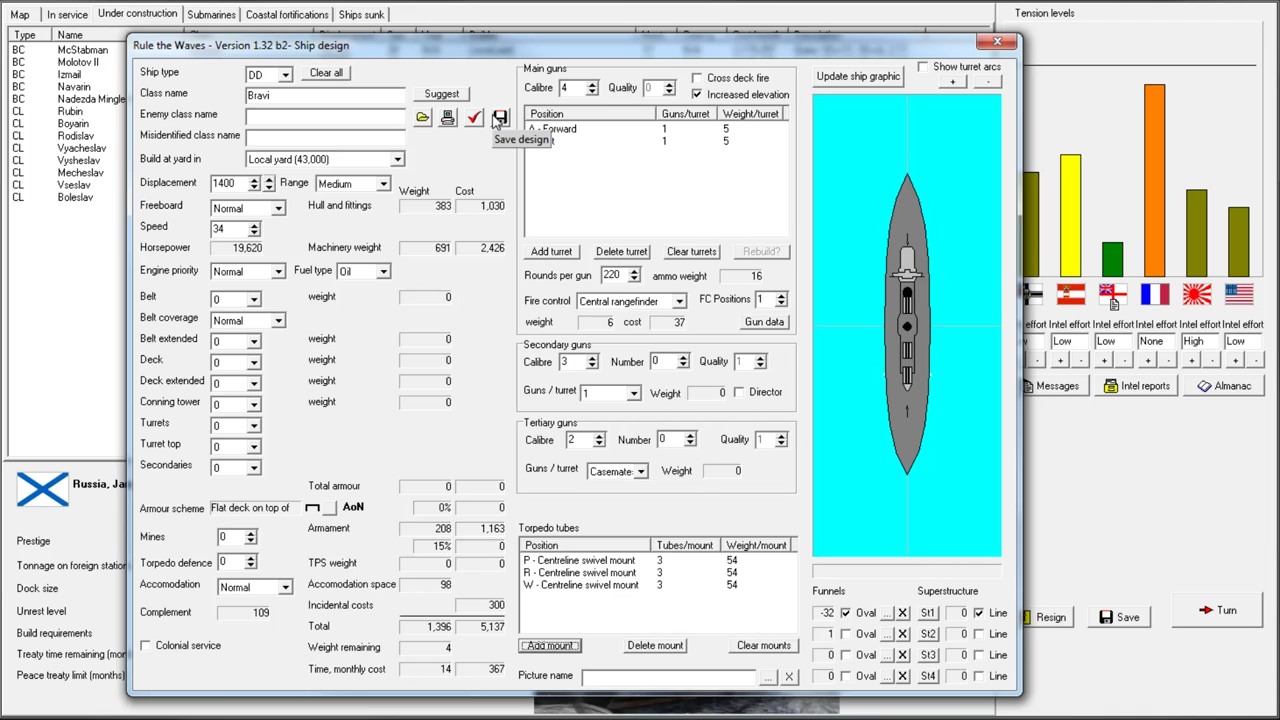 Map In service Under construction Submarines Coastal fortifications Ships sunk
Tension levels
Type Name
BC McStabman
BC Molotov II
BC Izmail
BC Navarin
BC Nadezda Mingle
CL Rubin
CL Boyarin
CL Rodislav
CL Vyacheslav
CL Vysheslav
CL Mecheslav
CL Vseslav
CL Boleslav
Rule the Waves - Version 1.32 b2- Ship design
Ship type DD Clear all
Class name Bravi Suggest
Enemy class name
Misidentified class name
Save design
Build at yard in Local yard (43,000)
Displacement 1400 Range Medium Weight Cost
Freeboard Normal Hull and fittings 383 1,030
Speed 34
Horsepower 19,620 Machinery weight 691 2,426
Engine priority Normal Fuel type Oil
Belt 0 weight 0
Belt coverage Normal
Belt extended 0 weight 0
Deck 0 weight 0
Deck extended 0 weight 0
Conning tower 0 weight 0
Turrets 0
Turret top 0
Secondaries 0
Total armour 0 0
Armour scheme Flat deck on top of AoN 0% 0
Armament 208 1,163
Mines 0 15% 0
Torpedo defence 0 TPS weight 0 0
Accomodation Normal Accomodation space 98
Incidental costs 300
Complement 109 Total 1,396 5,137
Colonial service Weight remaining 4
Time, monthly cost 14 367
Main guns
Calibre 4 Quality 0 Cross deck fire
Increased elevation
Position Guns/turret Weight/turret
A - Forward 1 5
1 5
Add turret Delete turret Clear turrets Rebuild?
Rounds per gun 220 ammo weight 16
Fire control Central rangefinder FC Positions 1
weight 6 cost 37 Gun data
Secondary guns
Calibre 3 Number 0 Quality 1
Guns / turret 1 Weight 0 Director
Tertiary guns
Calibre 2 Number 0 Quality 1
Guns / turret Casemate: Weight 0
Torpedo tubes
Position Tubes/mount Weight/mount
P - Centreline swivel mount 3 54
R - Centreline swivel mount 3 54
W - Centreline swivel mount 3 54
Add mount Delete mount Clear mounts
Picture name ... X
Update ship graphic Show turret arcs
+ -
Funnels Superstructure
-32 Oval ... X St1 0 Line
1 Oval ... X St2 0 Line
0 Oval ... X St3 0 Line
0 Oval ... X St4 0 Line
Intel effort Intel effort Intel effort Intel effort Intel effort
Low Low None High Low
+ - + - + - + - + -
Messages Intel reports Almanac
Resign Save Turn
Russia, Ja
Prestige
Tonnage on foreign station
Dock size
Unrest level
Build requirements
Treaty time remaining (mon
Peace treaty limit (months)